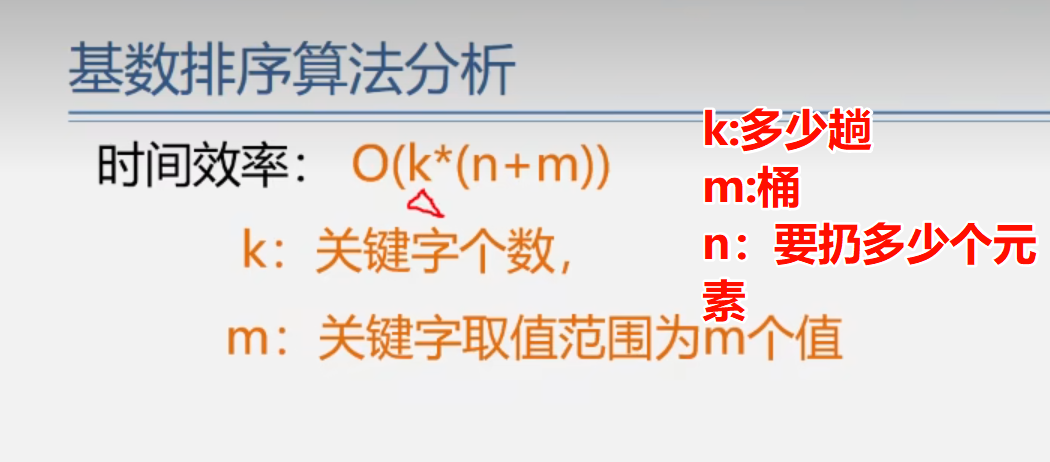 基数排序算法分析
时间效率： O(k*(n+m))
k：关键字个数，
m：关键字取值范围为m个值
k:多少趟
m:桶
n：要扔多少个元
素